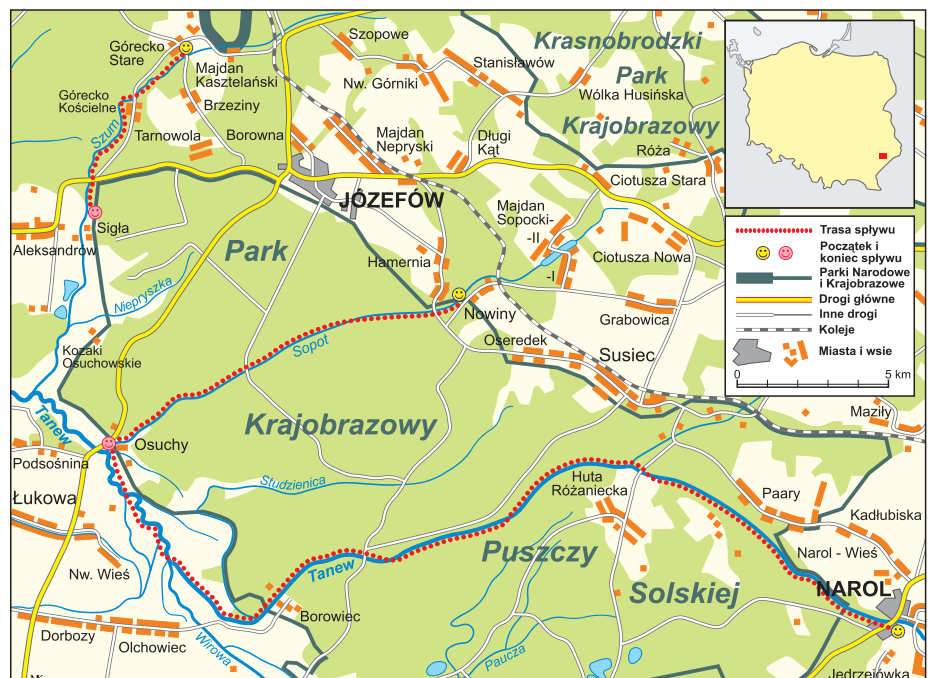 Górecko
Stare
Szopowe
Krasnobrodzki
Park
Krajobrazowy
Stanisławów
Majdan
Kasztelański
Nw. Górniki
Wólka Husińska
Górecko
Kościelne
Brzeziny
Szum
Tarnowola
Borowna
Majdan
Nepryski
Długi
Kąt
Róża
Ciotusza Stara
JÓZEFÓW
Majdan
Sopocki-
-II
-I
Sigła
Aleksandrów
Park
Hamernia
Ciotusza Nowa
Niepryszka
Nowiny
Grabowica
Sopot
Oseredek
Susiec
Kozaki
Osuchowskie
Tanew
Krajobrazowy
Osuchy
Podsośnina
Łukowa
Studzienica
Huta
Różaniecka
Maziły
Paary
Kadłubiska
Narol - Wieś
Puszczy
Solskiej
Tanew
NAROL
Nw. Wieś
Borowiec
Dorbozy
Olchowiec
Wirowa
Paucza
Jedrzejówka
Trasa spływu
Początek i
koniec spływu
Parki Narodowe
i Krajobrazowe
Drogi główne
Inne drogi
Koleje
Miasta i wsie
0
5 km